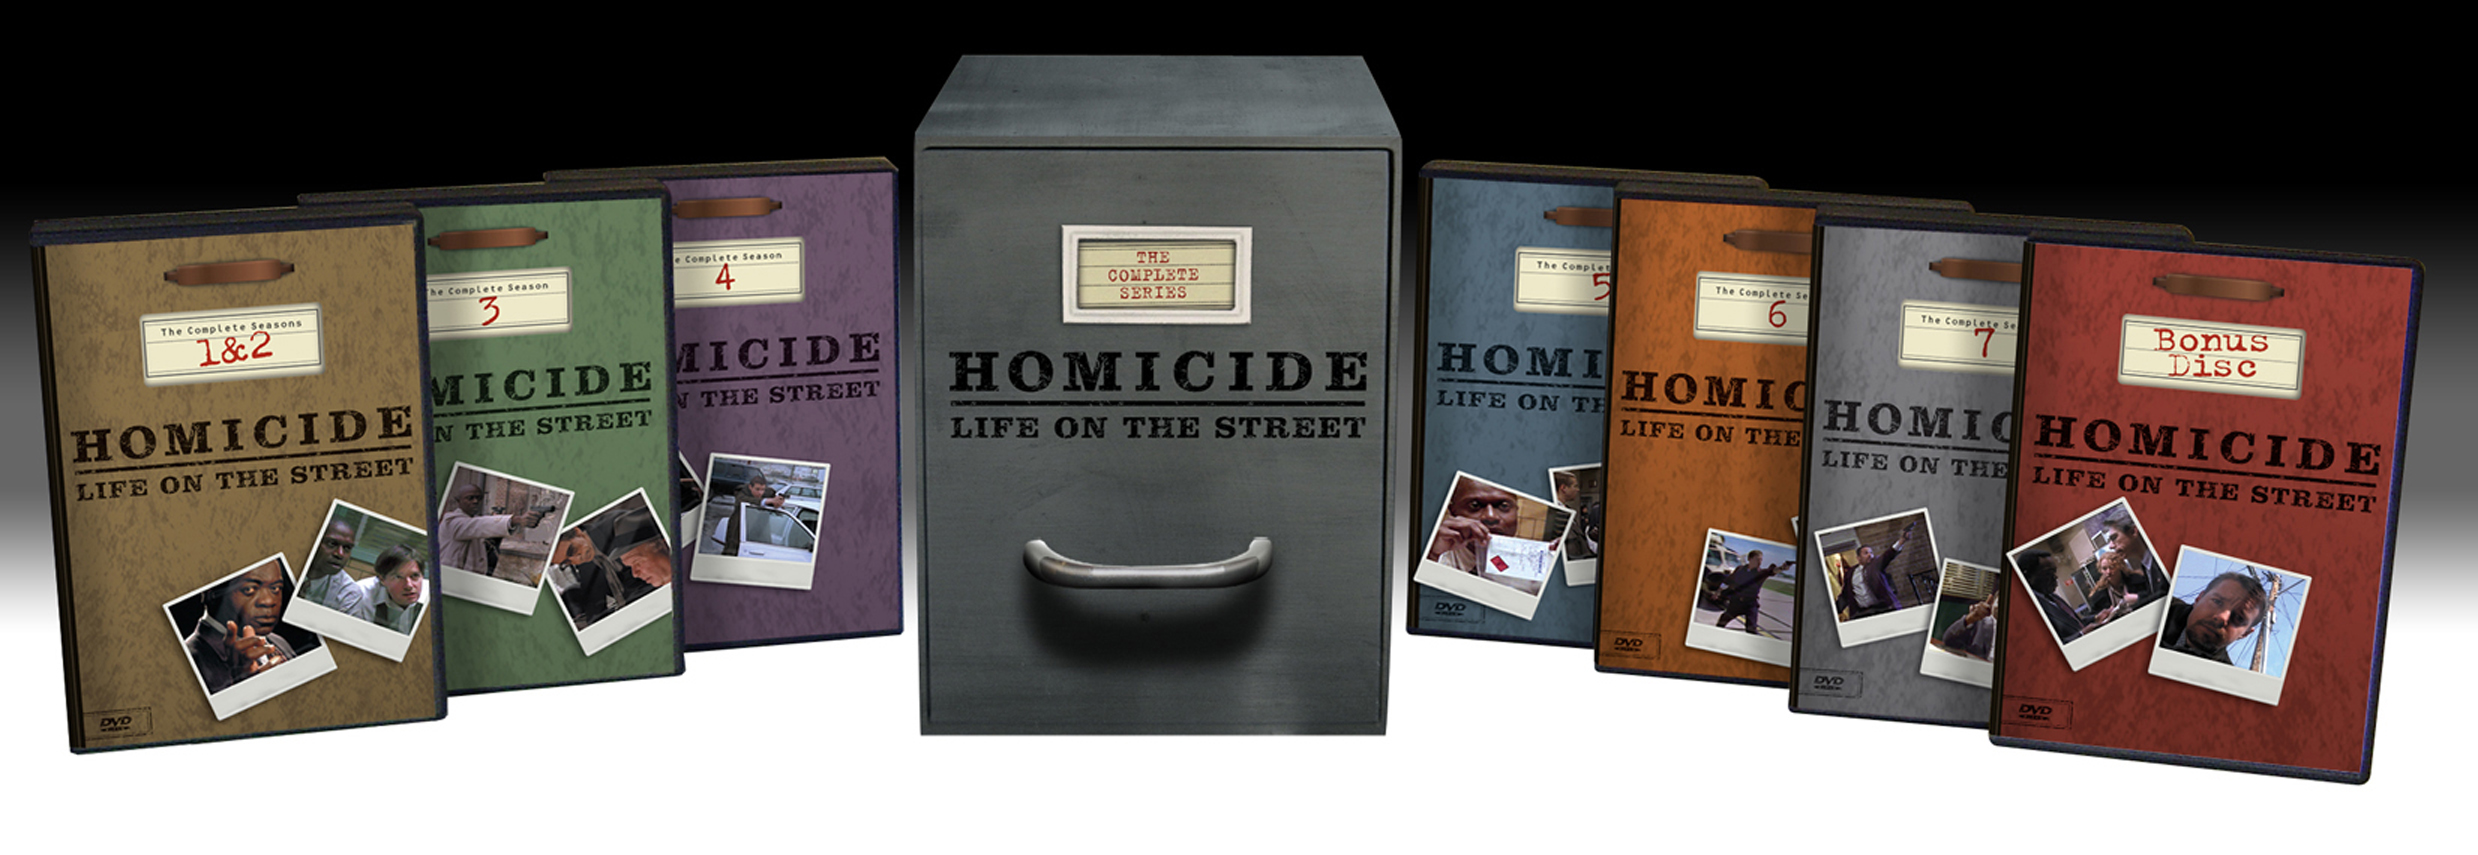 The Complete Seasons
1&2
HOMICIDE
LIFE ON THE STREET
DVD
The Complete Season
3
MICIDE
N THE STREET
e Complete Season
4
MICIDE
N THE STREET
THE
COMPLETE
SERIES
HOMICIDE
LIFE ON THE STREET
The Complet
5
HOMI
LIFE ON TH
DVD
The Complete Se
6
HOMIC
LIFE ON THE
DVD
The Complete Se
7
HOMIC
LIFE ON THE
DVD
Bonus
Disc
HOMICIDE
LIFE ON THE STREET
DVD